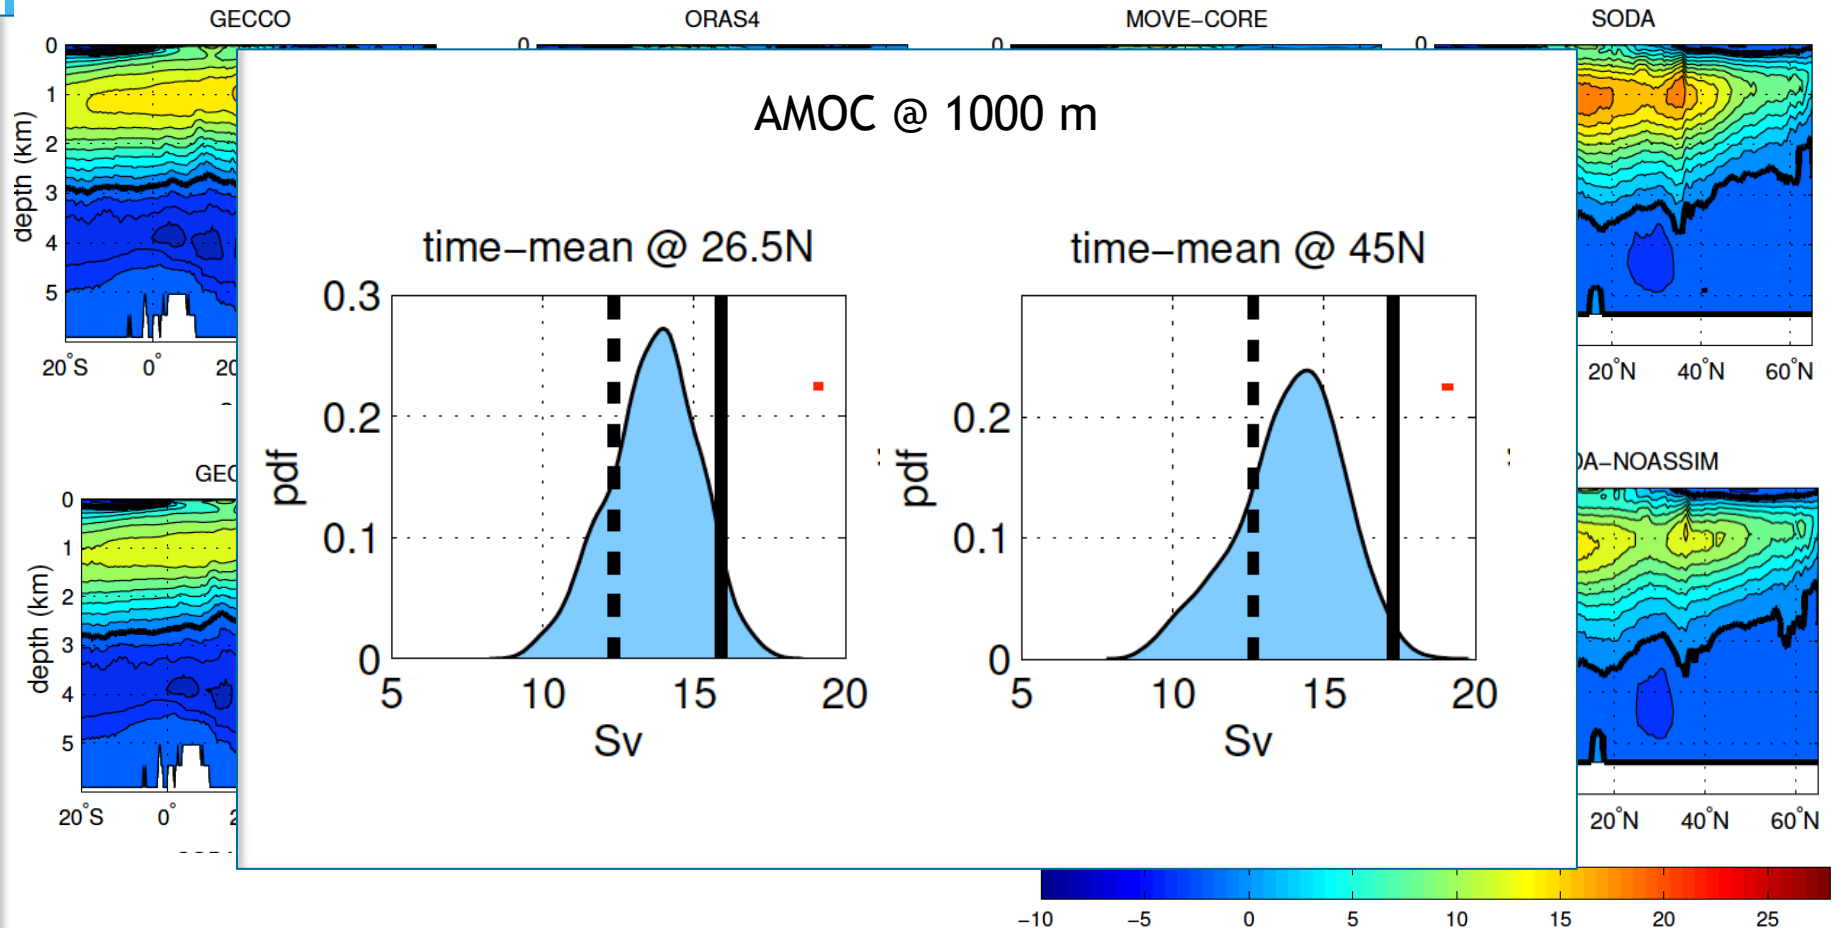 GECCO
ORAS4
MOVE−CORE
SODA
0
1
2
3
4
5
depth (km)
20°S
0°
0
0
0
20°N
40°N
60°N
AMOC @ 1000 m
time−mean @ 26.5N
0.3
0.2
0.1
0
pdf
5
10
15
20
Sv
time−mean @ 45N
0.2
0.1
0
pdf
5
10
15
20
Sv
0
1
2
3
4
5
depth (km)
20°S
0°
−NOASSIM
20°N
40°N
60°N
−10
−5
0
5
10
15
20
25